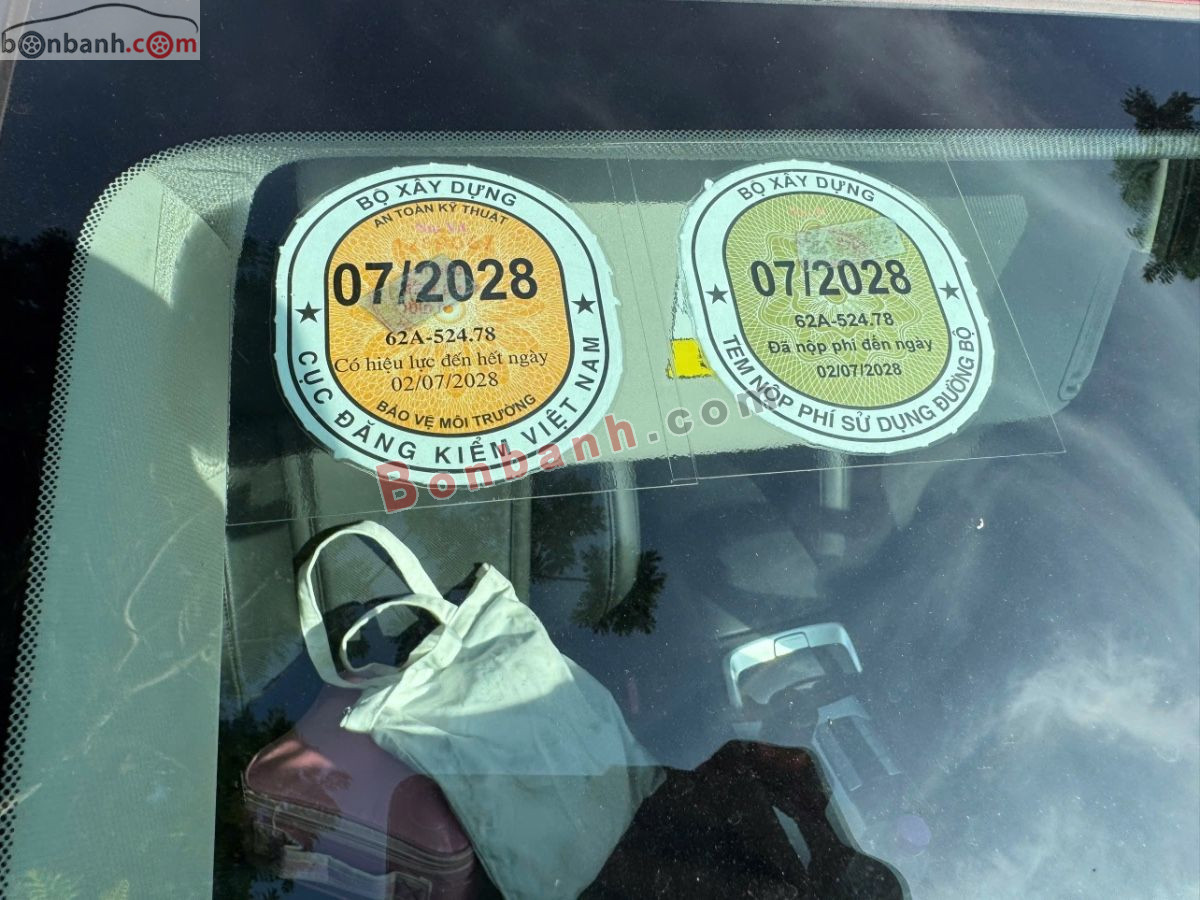 bonbanh.com
BỘ XÂY DỰNG
AN TOÀN KỸ THUẬT
07/2028
62A-524.78
Có hiệu lực đến hết ngày
02/07/2028
BẢO VỆ MÔI TRƯỜNG
CỤC ĐĂNG KIỂM VIỆT NAM
BỘ XÂY DỰNG
07/2028
62A-524.78
Đã nộp phí đến ngày
02/07/2028
TEM NỘP PHÍ SỬ DỤNG ĐƯỜNG BỘ
Bonbanh.com